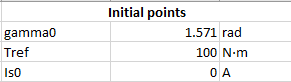 Initial points
gamma0 1.571 rad
Tref 100 N·m
Is0 0 A